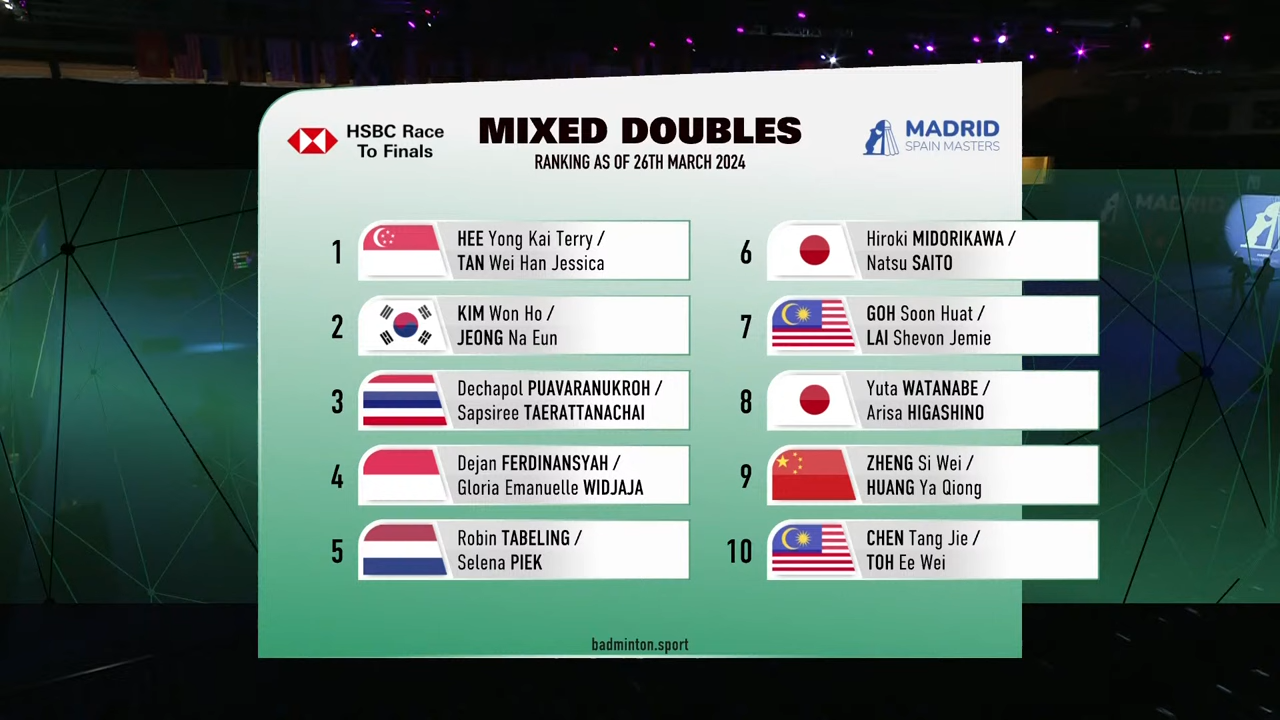 HSBC Race
To Finals
MIXED DOUBLES
RANKING AS OF 26TH MARCH 2024
MADRID
SPAIN MASTERS
1
HEE Yong Kai Terry /
TAN Wei Han Jessica
2
KIM Won Ho /
JEONG Na Eun
3
Dechapol PUAVARANUKROH /
Sapsiree TAERATTANACHAI
4
Dejan FERDINANSYAH /
Gloria Emanuelle WIDJAJA
5
Robin TABELING /
Selena PIEK
6
Hiroki MIDORIKAWA /
Natsu SAITO
7
GOH Soon Huat /
LAI Shevon Jemie
8
Yuta WATANABE /
Arisa HIGASHINO
9
ZHENG Si Wei /
HUANG Ya Qiong
10
CHEN Tang Jie /
TOH Ee Wei
badminton.sport
MADRID